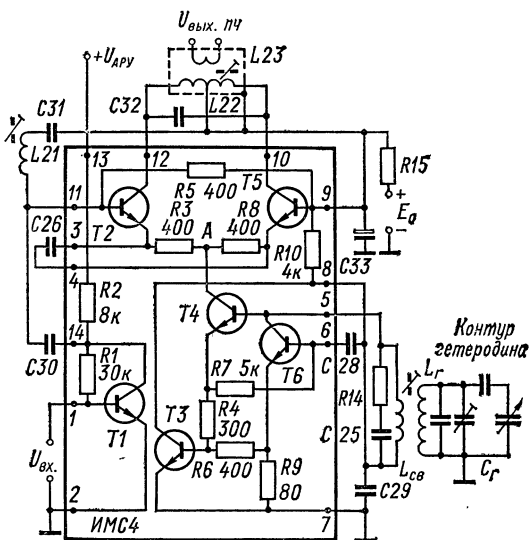 Uвых. ПЧ
+UАРУ
L23
C31
C32
L22
L21
R15
13
12
10
11
R5
T5
9
400
+
Eа
−
R3
R8
C26
3
T2
400
A
400
R10
4к
C33
4
8
R2
8к
T4
5
6
C30
14
C
28
Контур
гетеродина
R1
30к
R7 5к
T6
Lг
T3
R4
300
R14
1
T1
C
25
Uвх.
R6
400
R9
80
Lсв
Cг
2
C29
ИМС4
7